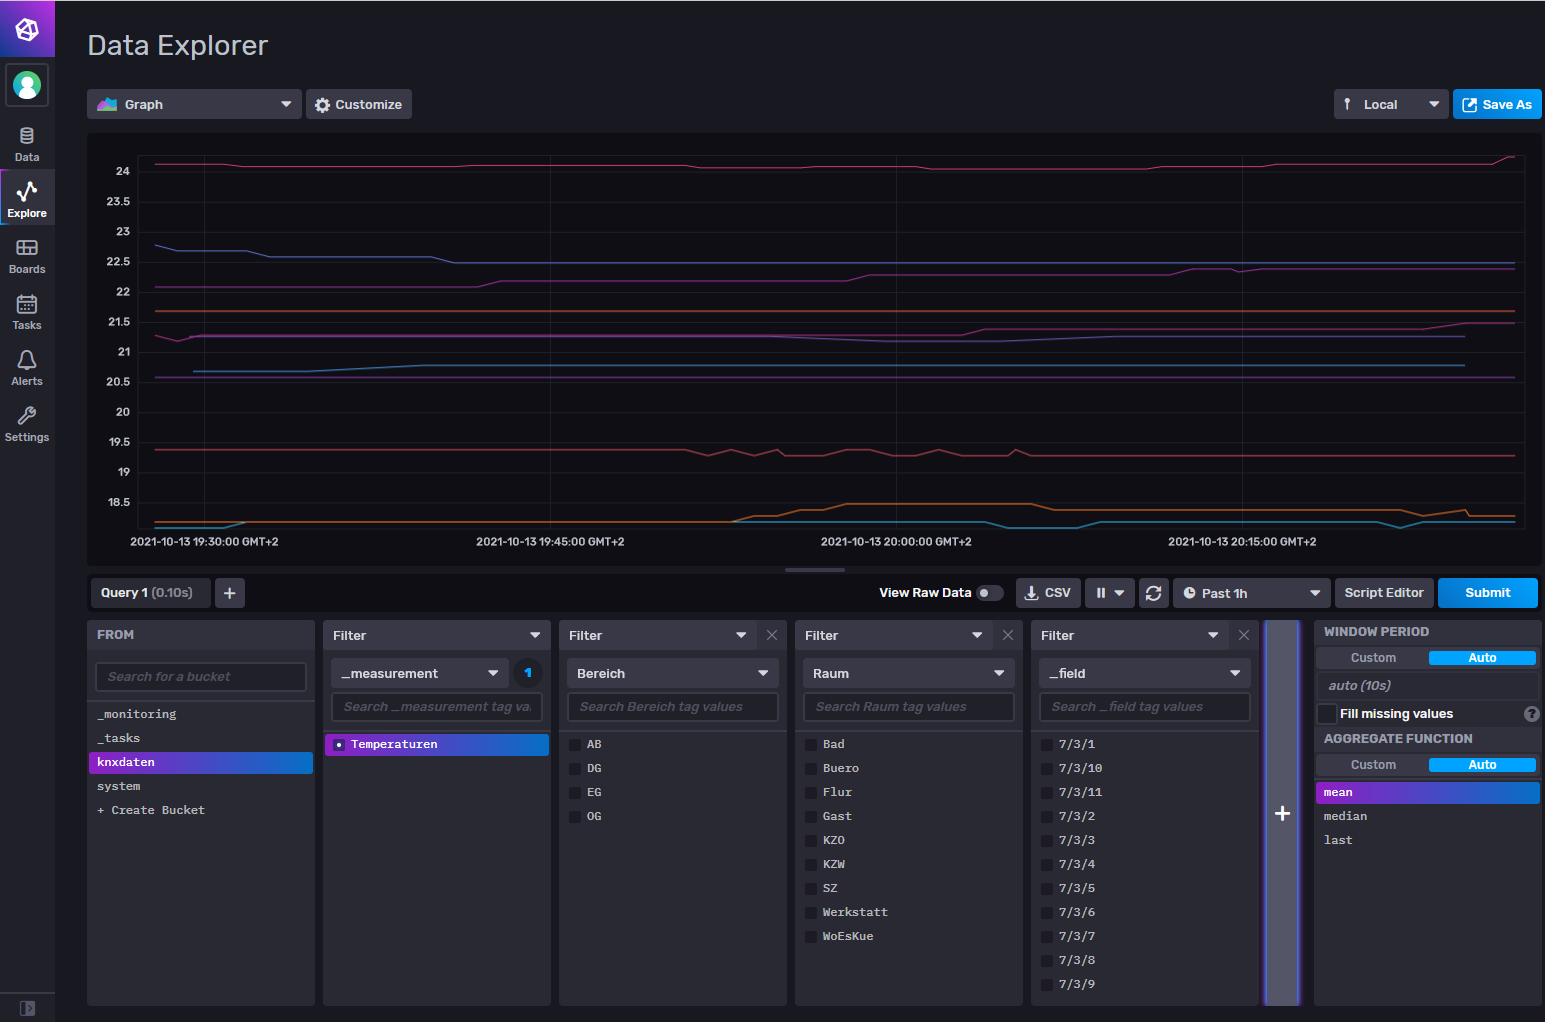 Data Explorer
Graph
Customize
Local
Save As
Data
Explore
Boards
Tasks
Alerts
Settings
24
23.5
23
22.5
22
21.5
21
20.5
20
19.5
19
18.5
2021-10-13 19:30:00 GMT+2
2021-10-13 19:45:00 GMT+2
2021-10-13 20:00:00 GMT+2
2021-10-13 20:15:00 GMT+2
Query 1 (0.10s)
+
View Raw Data
CSV
Past 1h
Script Editor
Submit
FROM
Search for a bucket
_monitoring
_tasks
knxdaten
system
+ Create Bucket
Filter
_measurement
1
Search _measurement tag va
Temperaturen
Filter
Bereich
Search Bereich tag values
AB
DG
EG
OG
Filter
Raum
Search Raum tag values
Bad
Buero
Flur
Gast
KZO
KZW
SZ
Werkstatt
WoEsKue
Filter
_field
Search _field tag values
7/3/1
7/3/10
7/3/11
7/3/2
7/3/3
7/3/4
7/3/5
7/3/6
7/3/7
7/3/8
7/3/9
+
WINDOW PERIOD
Custom
Auto
auto (10s)
Fill missing values
?
AGGREGATE FUNCTION
Custom
Auto
mean
median
last